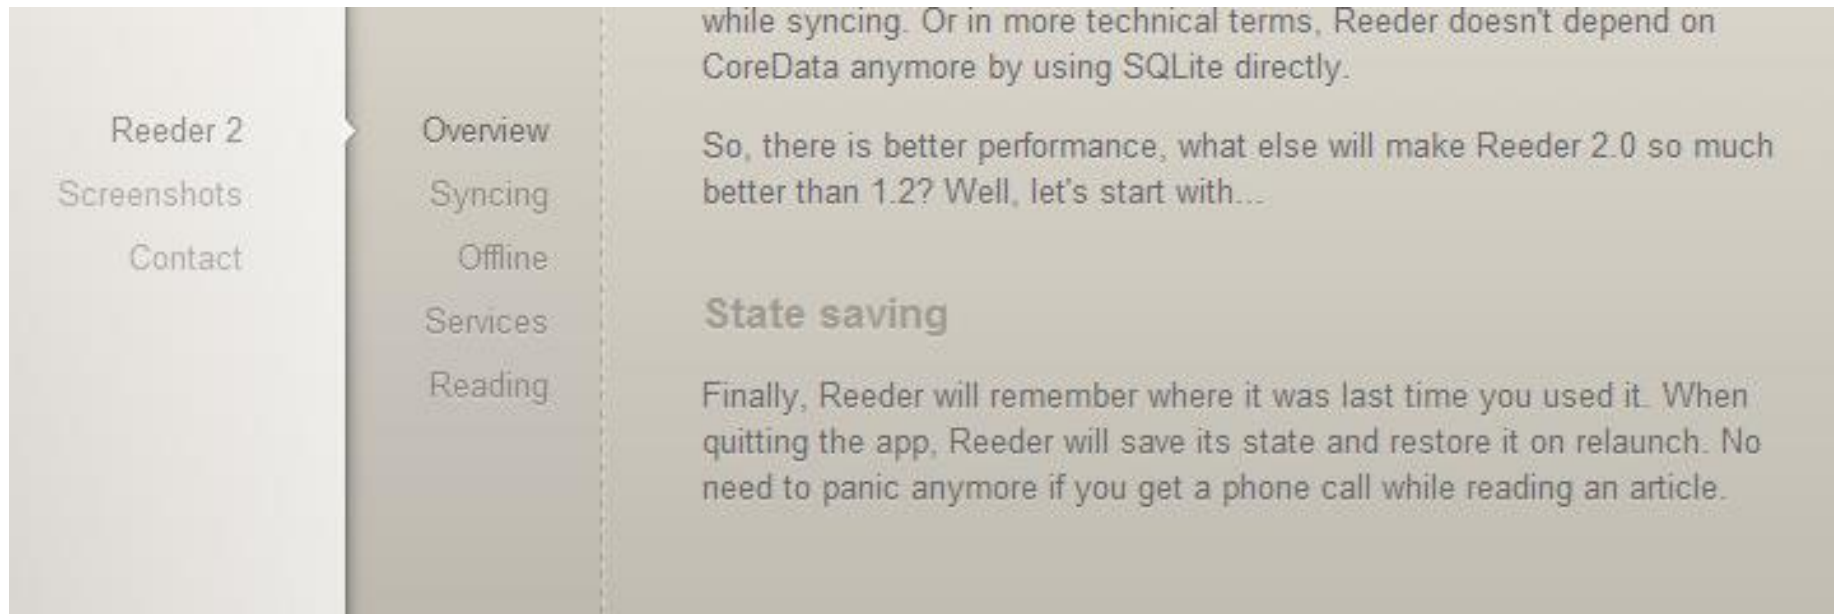 Reeder 2
Screenshots
Contact
Overview
Syncing
Offline
Services
Reading
while syncing. Or in more technical terms, Reeder doesn't depend on
CoreData anymore by using SQLite directly.
So, there is better performance, what else will make Reeder 2.0 so much
better than 1.2? Well, let's start with...
State saving
Finally, Reeder will remember where it was last time you used it. When
quitting the app, Reeder will save its state and restore it on relaunch. No
need to panic anymore if you get a phone call while reading an article.